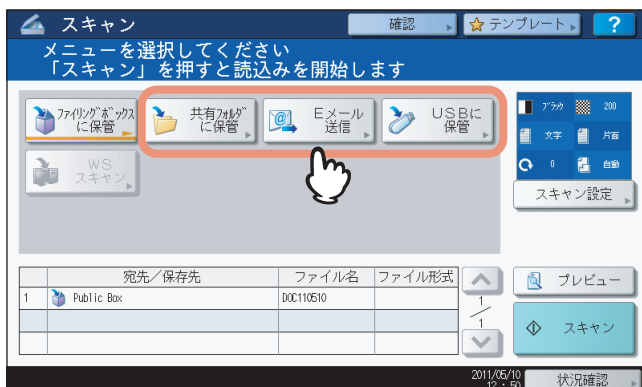 スキャン
確認
テンプレート
?
メニューを選択してください
「スキャン」を押すと読込みを開始します
ファイリングボックス
に保管
共有フォルダ
に保管
Eメール
送信
USBに
保管
WS
スキャン
ブラック
200
文字
片面
0
自動
スキャン設定
宛先/保存先
ファイル名
ファイル形式
1
Public Box
DOC110510
1
1
プレビュー
スキャン
2011/05/10
12:50
状況確認